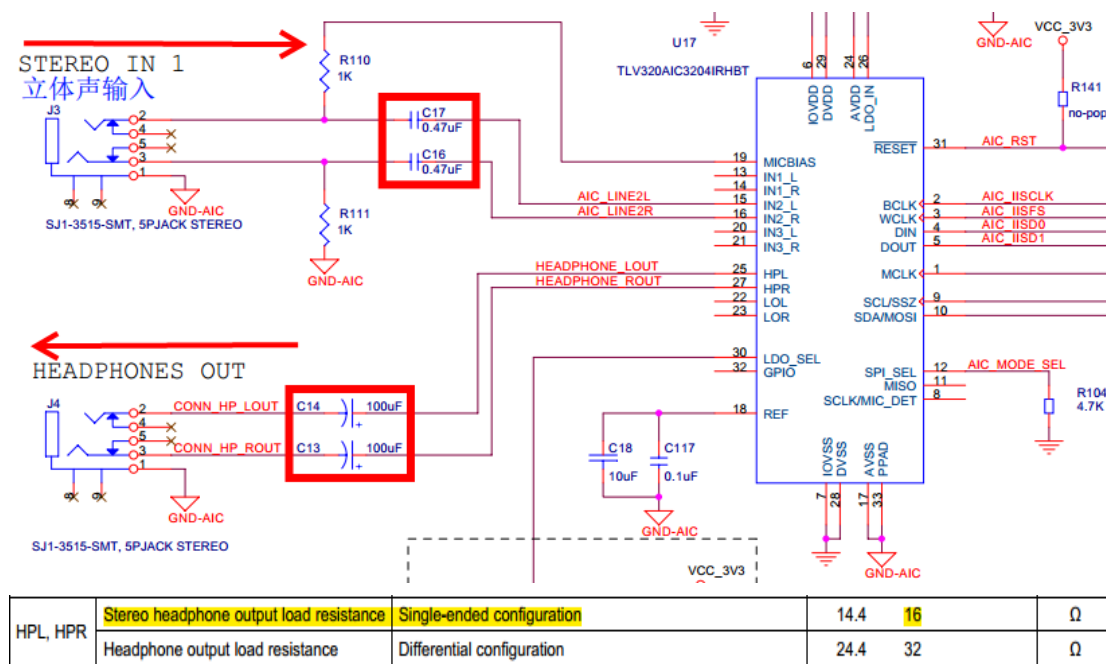 STEREO IN 1
立体声输入
J3
2
4
5
3
1
8
9
GND-AIC
SJ1-3515-SMT, 5PJACK STEREO
R110
1K
C17
0.47uF
C16
0.47uF
R111
1K
GND-AIC
AIC_LINE2L
AIC_LINE2R
HEADPHONE_LOUT
HEADPHONE_ROUT
HEADPHONES OUT
J4
2
4
5
3
1
8
9
CONN_HP_LOUT
CONN_HP_ROUT
C14
100uF
+
C13
100uF
+
GND-AIC
SJ1-3515-SMT, 5PJACK STEREO
U17
TLV320AIC3204IRHBT
6
29
24
26
IOVDD
DVDD
AVDD
LDO_IN
19 MICBIAS
13 IN1_L
14 IN1_R
15 IN2_L
16 IN2_R
20 IN3_L
21 IN3_R
25 HPL
27 HPR
22 LOL
23 LOR
30 LDO_SEL
32 GPIO
18 REF
RESET 31 AIC_RST
BCLK 2 AIC_IISCLK
WCLK 3 AIC_IISFS
DIN 4 AIC_IISD0
DOUT 5 AIC_IISD1
MCLK 1
SCL/SSZ 9
SDA/MOSI 10
SPI_SEL 12 AIC_MODE_SEL
MISO 11
SCLK/MIC_DET 8
IOVSS
DVSS
AVSS
PPAD
7
28
17
33
GND-AIC
GND-AIC
VCC_3V3
R141
no-pop
R104
4.7K
C18
10uF
C117
0.1uF
GND-AIC
VCC_3V3
HPL, HPR
Stereo headphone output load resistance Single-ended configuration 14.4 16 Ω
Headphone output load resistance Differential configuration 24.4 32 Ω